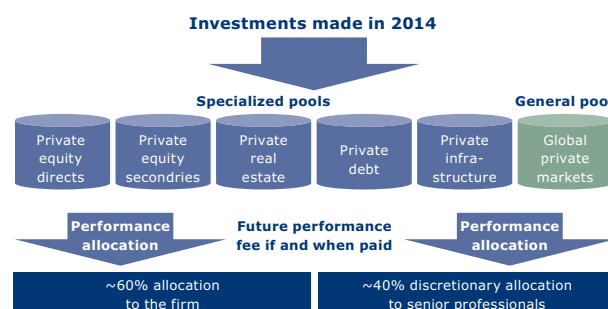 Investments made in 2014
Specialized pools
General poo
Private
equity
directs
Private
equity
secondries
Private
real
estate
Private
debt
Private
infra-
structure
Global
private
markets
Performance
allocation
Future performance
fee if and when paid
Performance
allocation
~60% allocation
to the firm
~40% discretionary allocation
to senior professionals